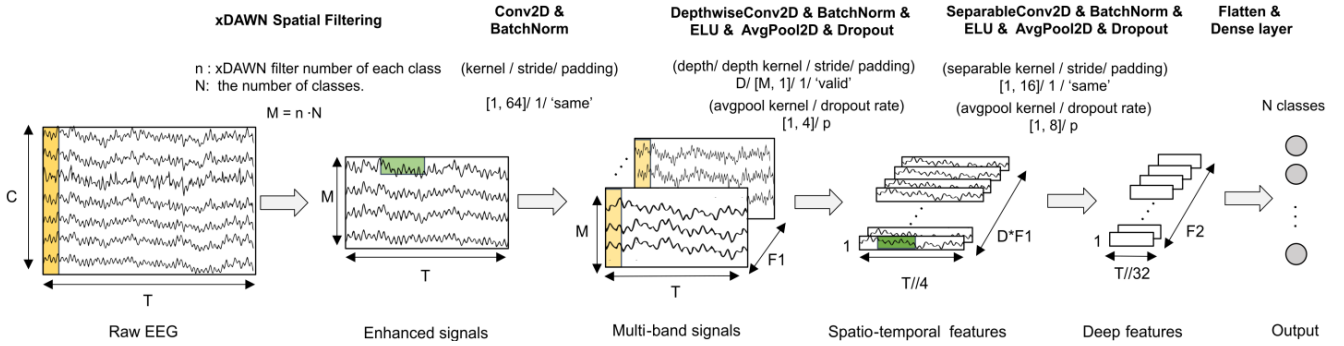 xDAWN Spatial Filtering
n : xDAWN filter number of each class
N: the number of classes.
M = n ·N
C
T
Raw EEG
Conv2D &
BatchNorm
(kernel / stride/ padding)
[1, 64]/ 1/ ‘same’
M
T
Enhanced signals
DepthwiseConv2D & BatchNorm &
ELU & AvgPool2D & Dropout
(depth/ depth kernel / stride/ padding)
D/ [M, 1]/ 1/ ‘valid’
(avgpool kernel / dropout rate)
[1, 4]/ p
M
F1
T
Multi-band signals
SeparableConv2D & BatchNorm &
ELU & AvgPool2D & Dropout
(separable kernel / stride/ padding)
[1, 16]/ 1 / ‘same’
(avgpool kernel / dropout rate)
[1, 8]/ p
D*F1
1
T//4
Spatio-temporal features
Flatten &
Dense layer
F2
1
T//32
Deep features
N classes
Output